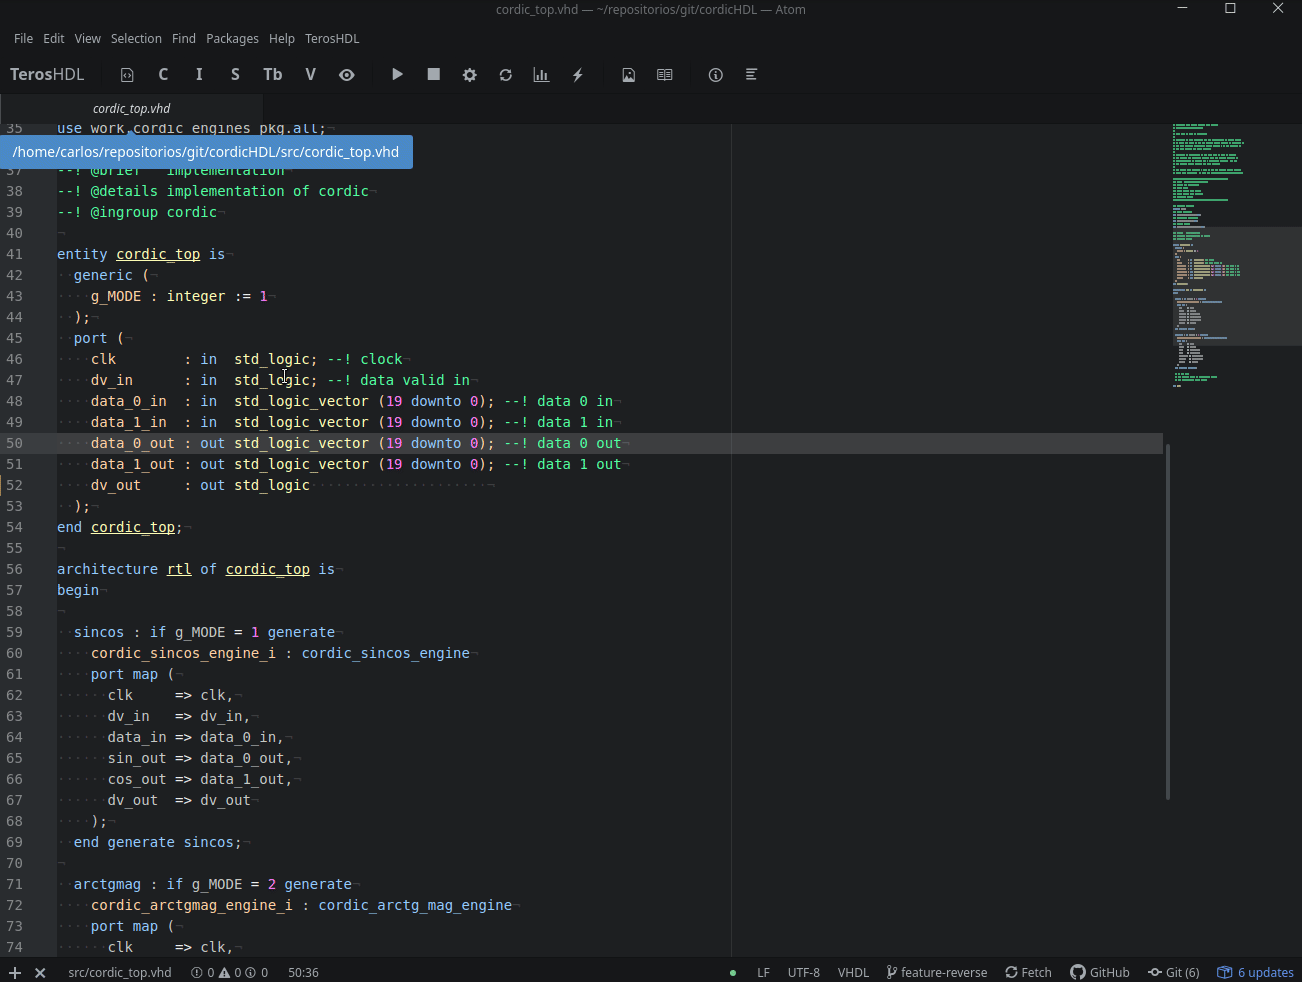 cordic_top.vhd — ~/repositorios/git/cordicHDL — Atom
File Edit View Selection Find Packages Help TerosHDL
TerosHDL C I S Tb V
cordic_top.vhd
35 use work.cordic_engines_pkg.all;
/home/carlos/repositorios/git/cordicHDL/src/cordic_top.vhd
37 --! @brief implementation
38 --! @details implementation of cordic
39 --! @ingroup cordic
40
41 entity cordic_top is
42 generic (
43 g_MODE : integer := 1
44 );
45 port (
46 clk : in std_logic; --! clock
47 dv_in : in std_logic; --! data valid in
48 data_0_in : in std_logic_vector (19 downto 0); --! data 0 in
49 data_1_in : in std_logic_vector (19 downto 0); --! data 1 in
50 data_0_out : out std_logic_vector (19 downto 0); --! data 0 out
51 data_1_out : out std_logic_vector (19 downto 0); --! data 1 out
52 dv_out : out std_logic
53 );
54 end cordic_top;
55
56 architecture rtl of cordic_top is
57 begin
58
59 sincos : if g_MODE = 1 generate
60 cordic_sincos_engine_i : cordic_sincos_engine
61 port map (
62 clk => clk,
63 dv_in => dv_in,
64 data_in => data_0_in,
65 sin_out => data_0_out,
66 cos_out => data_1_out,
67 dv_out => dv_out
68 );
69 end generate sincos;
70
71 arctgmag : if g_MODE = 2 generate
72 cordic_arctgmag_engine_i : cordic_arctg_mag_engine
73 port map (
74 clk => clk,
src/cordic_top.vhd 0 0 0 50:36 LF UTF-8 VHDL feature-reverse Fetch GitHub Git (6) 6 updates